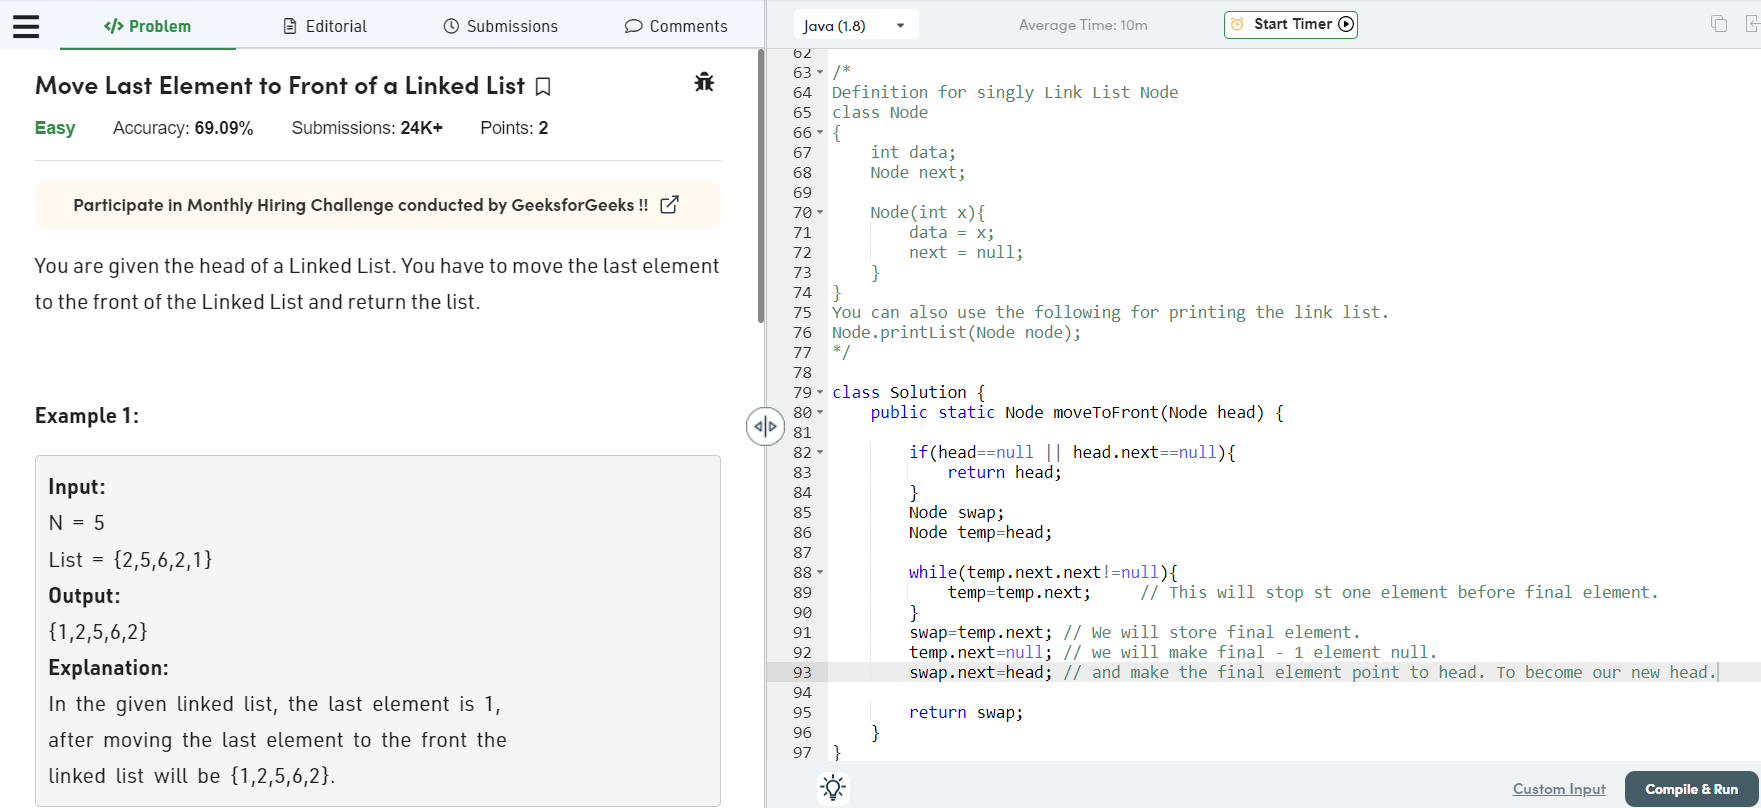 </> Problem
Editorial
Submissions
Comments
Move Last Element to Front of a Linked List
Easy Accuracy: 69.09% Submissions: 24K+ Points: 2
Participate in Monthly Hiring Challenge conducted by GeeksforGeeks !!
You are given the head of a Linked List. You have to move the last element
to the front of the Linked List and return the list.
Example 1:
Input:
N = 5
List = {2,5,6,2,1}
Output:
{1,2,5,6,2}
Explanation:
In the given linked list, the last element is 1,
after moving the last element to the front the
linked list will be {1,2,5,6,2}.
Java (1.8)
Average Time: 10m
Start Timer
62
63 /*
64 Definition for singly Link List Node
65 class Node
66 {
67     int data;
68     Node next;
69
70     Node(int x){
71         data = x;
72         next = null;
73     }
74 }
75 You can also use the following for printing the link list.
76 Node.printList(Node node);
77 */
78
79 class Solution {
80     public static Node moveToFront(Node head) {
81
82         if(head==null || head.next==null){
83             return head;
84         }
85         Node swap;
86         Node temp=head;
87
88         while(temp.next.next!=null){
89             temp=temp.next;     // This will stop st one element before final element.
90         }
91         swap=temp.next; // We will store final element.
92         temp.next=null; // we will make final - 1 element null.
93         swap.next=head; // and make the final element point to head. To become our new head.
94
95         return swap;
96     }
97 }
Custom Input
Compile & Run